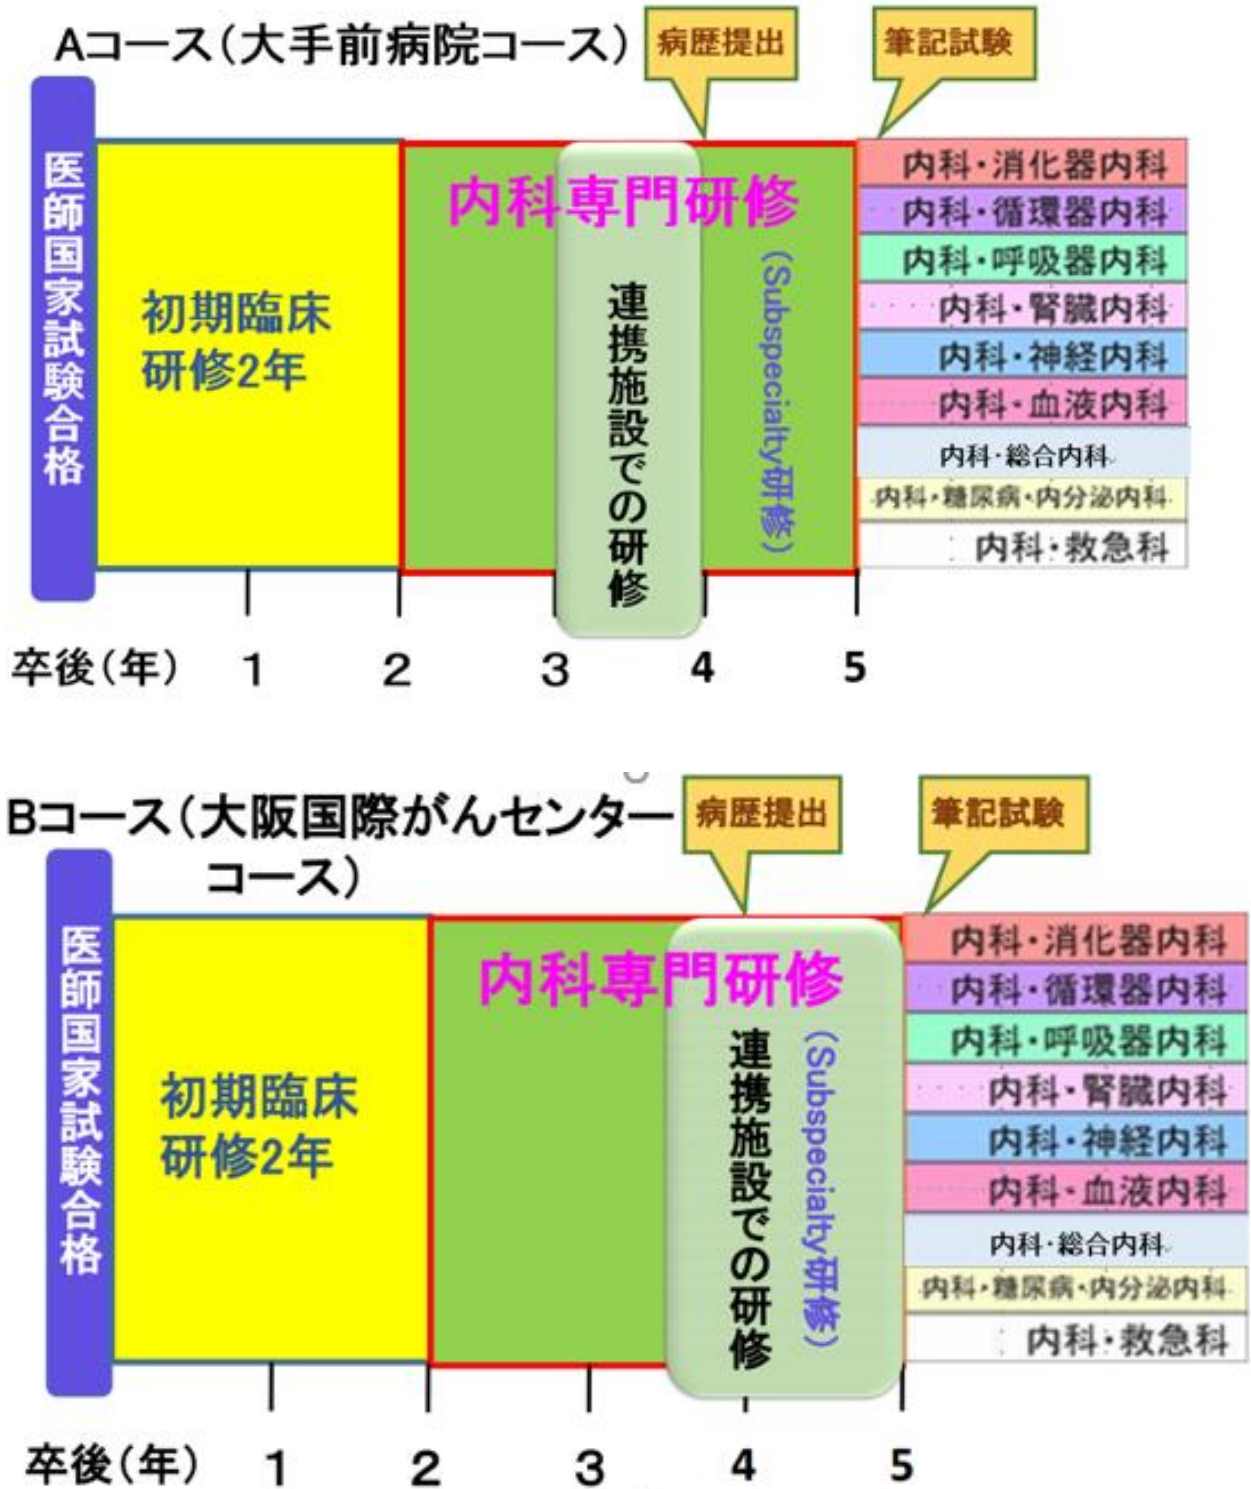 Aコース(大手前病院コース)
病歴提出
筆記試験
医師国家試験合格
初期臨床
研修2年
内科専門研修
連携施設での研修
(Subspecialty研修)
内科・消化器内科
内科・循環器内科
内科・呼吸器内科
内科・腎臓内科
内科・神経内科
内科・血液内科
内科・総合内科
内科・糖尿病・内分泌内科
内科・救急科
卒後(年) 1 2 3 4 5
Bコース(大阪国際がんセンター
コース)
病歴提出
筆記試験
医師国家試験合格
初期臨床
研修2年
内科専門研修
連携施設での研修
(Subspecialty研修)
内科・消化器内科
内科・循環器内科
内科・呼吸器内科
内科・腎臓内科
内科・神経内科
内科・血液内科
内科・総合内科
内科・糖尿病・内分泌内科
内科・救急科
卒後(年) 1 2 3 4 5